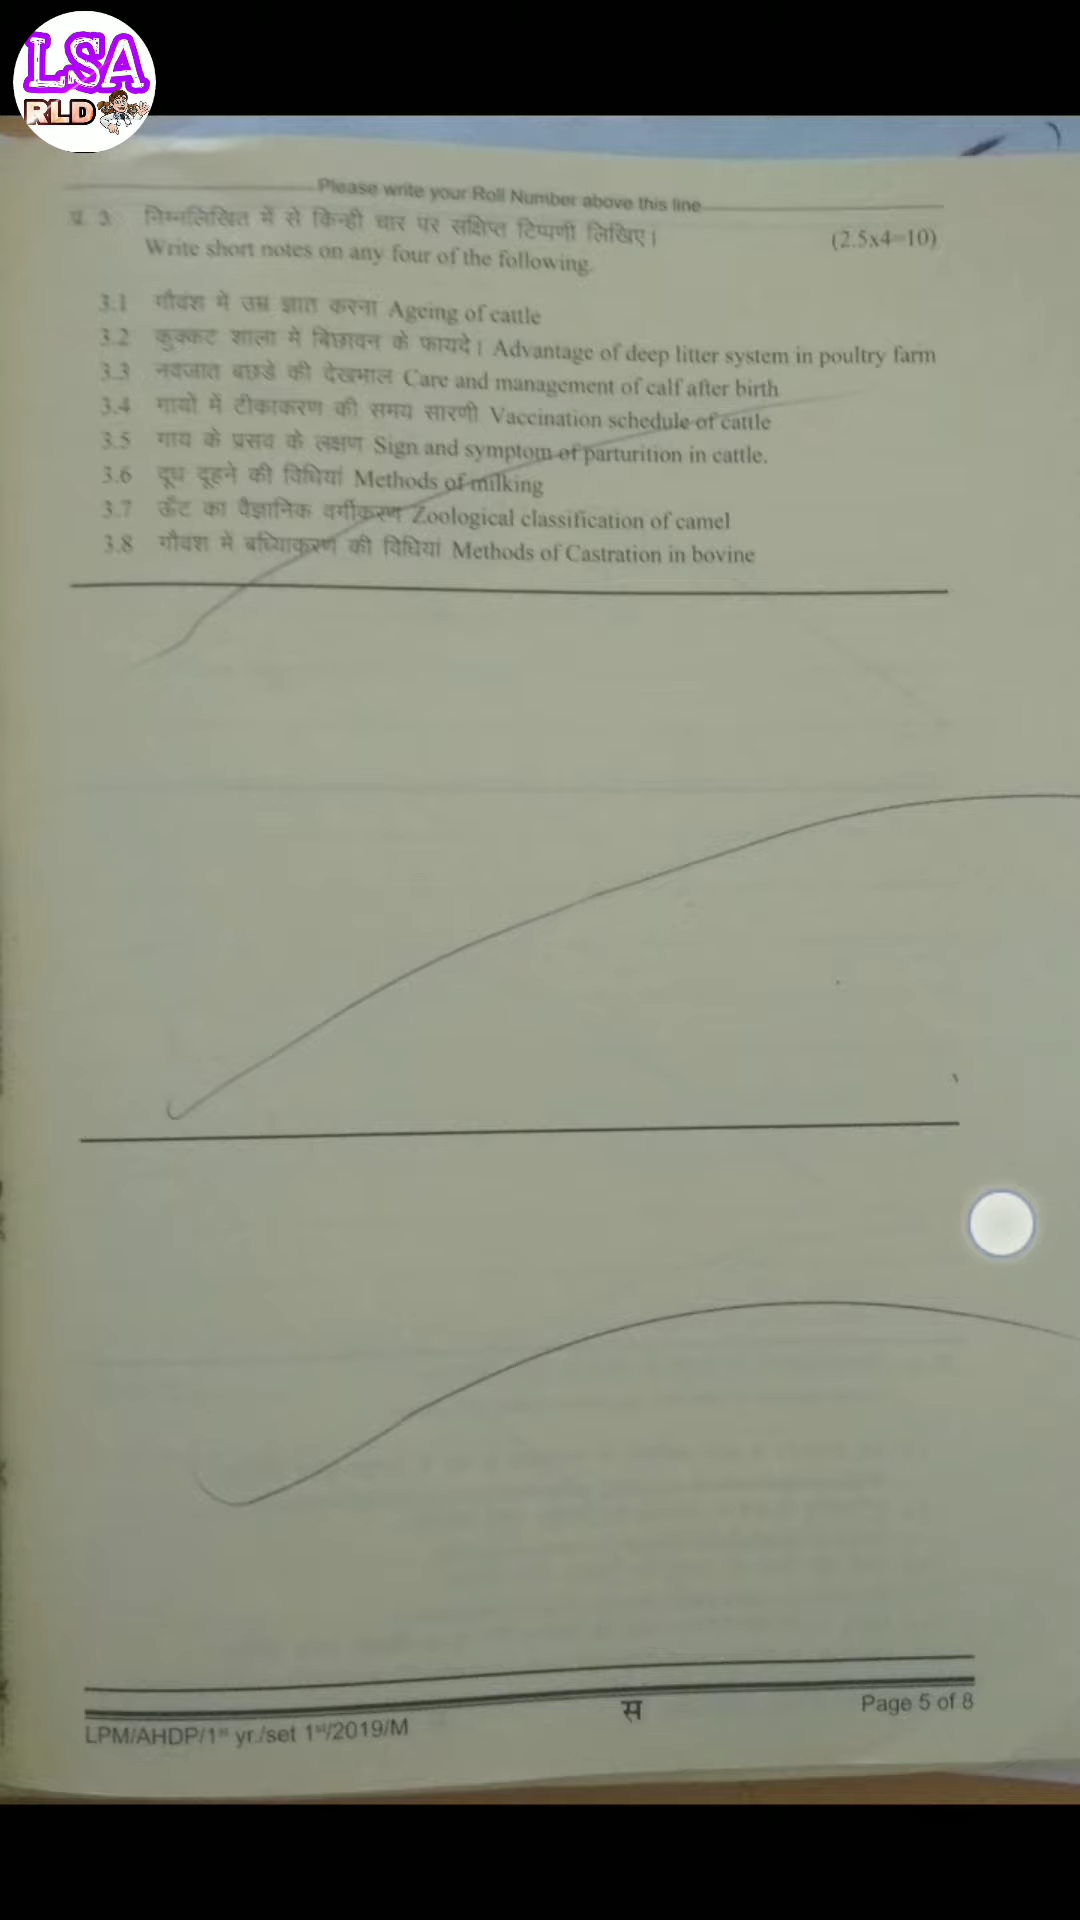 LSA
RLD
Please write your Roll Number above this line
प्र. 3 निम्नलिखित में से किन्ही चार पर संक्षिप्त टिप्पणी लिखिए। (2.5x4=10)
Write short notes on any four of the following.
3.1 गौवंश में उम्र ज्ञात करना Ageing of cattle
3.2 कुक्कट शाला में बिछावन के फायदे। Advantage of deep litter system in poultry farm
3.3 नवजात बछडे की देखभाल Care and management of calf after birth
3.4 गायों में टीकाकरण की समय सारणी Vaccination schedule of cattle
3.5 गाय के प्रसव के लक्षण Sign and symptom of parturition in cattle.
3.6 दूध दूहने की विधियां Methods of milking
3.7 ऊँट का वैज्ञानिक वर्गीकरण Zoological classification of camel
3.8 गौवंश में बधियाकरण की विधियां Methods of Castration in bovine
LPM/AHDP/1st yr./set 1st/2019/M स Page 5 of 8